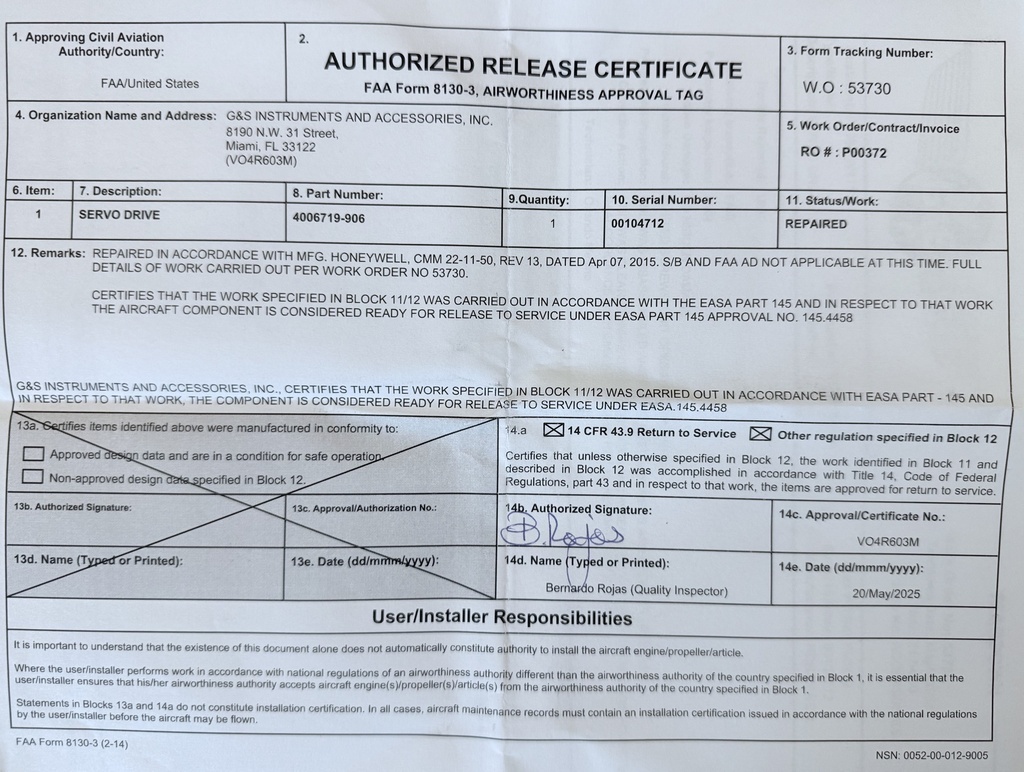 1. Approving Civil Aviation
Authority/Country:
FAA/United States
2.
AUTHORIZED RELEASE CERTIFICATE
FAA Form 8130-3, AIRWORTHINESS APPROVAL TAG
3. Form Tracking Number:
W.O : 53730
4. Organization Name and Address: G&S INSTRUMENTS AND ACCESSORIES, INC.
8190 N.W. 31 Street,
Miami, FL 33122
(VO4R603M)
5. Work Order/Contract/Invoice
RO # : P00372
6. Item:
7. Description:
8. Part Number:
9.Quantity:
10. Serial Number:
11. Status/Work:
1
SERVO DRIVE
4006719-906
1
00104712
REPAIRED
12. Remarks: REPAIRED IN ACCORDANCE WITH MFG. HONEYWELL, CMM 22-11-50, REV 13, DATED Apr 07, 2015. S/B AND FAA AD NOT APPLICABLE AT THIS TIME. FULL
DETAILS OF WORK CARRIED OUT PER WORK ORDER NO 53730.
CERTIFIES THAT THE WORK SPECIFIED IN BLOCK 11/12 WAS CARRIED OUT IN ACCORDANCE WITH THE EASA PART 145 AND IN RESPECT TO THAT WORK
THE AIRCRAFT COMPONENT IS CONSIDERED READY FOR RELEASE TO SERVICE UNDER EASA PART 145 APPROVAL NO. 145.4458
G&S INSTRUMENTS AND ACCESSORIES, INC., CERTIFIES THAT THE WORK SPECIFIED IN BLOCK 11/12 WAS CARRIED OUT IN ACCORDANCE WITH EASA PART - 145 AND
IN RESPECT TO THAT WORK, THE COMPONENT IS CONSIDERED READY FOR RELEASE TO SERVICE UNDER EASA.145.4458
13a. Certifies items identified above were manufactured in conformity to:
Approved design data and are in a condition for safe operation.
Non-approved design data specified in Block 12.
14.a 14 CFR 43.9 Return to Service Other regulation specified in Block 12
Certifies that unless otherwise specified in Block 12, the work identified in Block 11 and
described in Block 12 was accomplished in accordance with Title 14, Code of Federal
Regulations, part 43 and in respect to that work, the items are approved for return to service.
13b. Authorized Signature:
13c. Approval/Authorization No.:
14b. Authorized Signature:
B. Rojas
14c. Approval/Certificate No.:
VO4R603M
13d. Name (Typed or Printed):
13e. Date (dd/mmm/yyyy):
14d. Name (Typed or Printed):
Bernardo Rojas (Quality Inspector)
14e. Date (dd/mmm/yyyy):
20/May/2025
User/Installer Responsibilities
It is important to understand that the existence of this document alone does not automatically constitute authority to install the aircraft engine/propeller/article.
Where the user/installer performs work in accordance with national regulations of an airworthiness authority different than the airworthiness authority of the country specified in Block 1, it is essential that the
user/installer ensures that his/her airworthiness authority accepts aircraft engine(s)/propeller(s)/article(s) from the airworthiness authority of the country specified in Block 1.
Statements in Blocks 13a and 14a do not constitute installation certification. In all cases, aircraft maintenance records must contain an installation certification issued in accordance with the national regulations
by the user/installer before the aircraft may be flown.
FAA Form 8130-3 (2-14)
NSN: 0052-00-012-9005